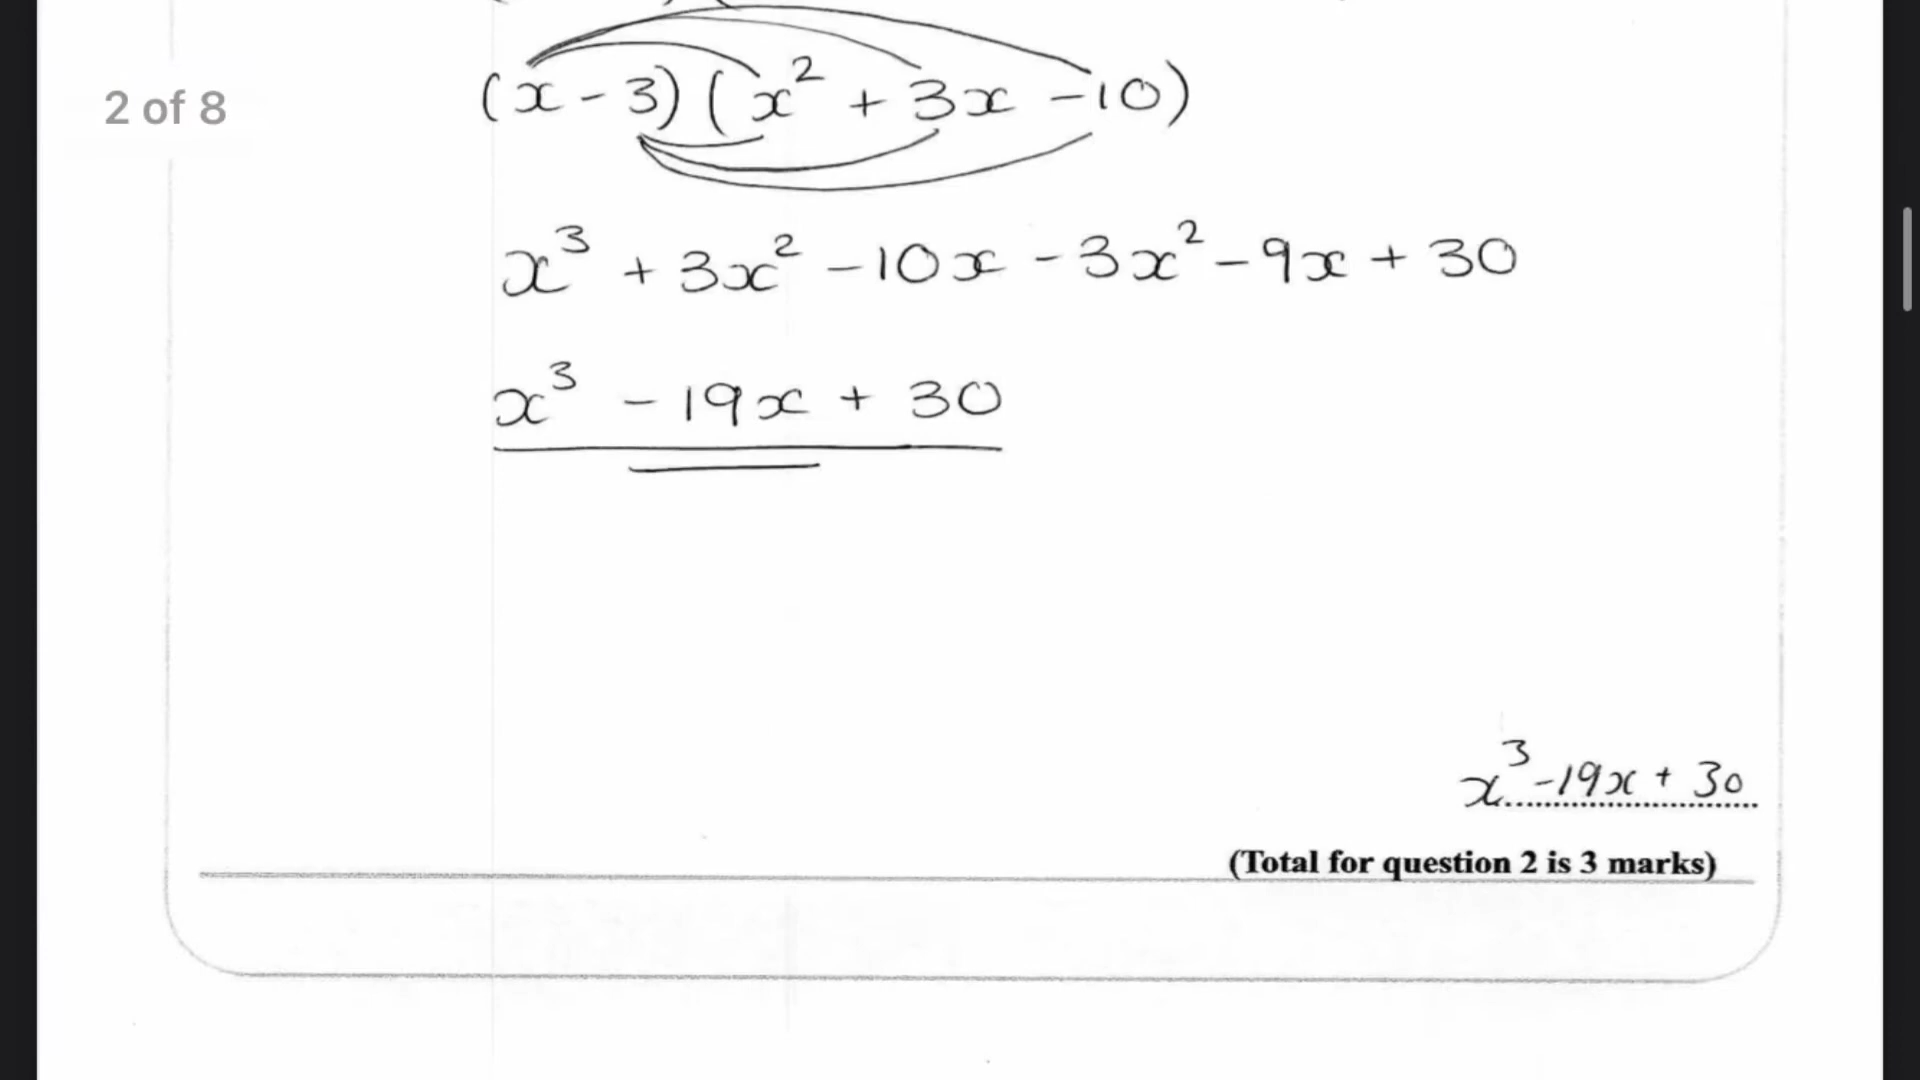 (x - 3)(x² + 3x - 10)
2 of 8
x³ + 3x² - 10x - 3x² - 9x + 30
x³ - 19x + 30
x³ - 19x + 30
(Total for question 2 is 3 marks)